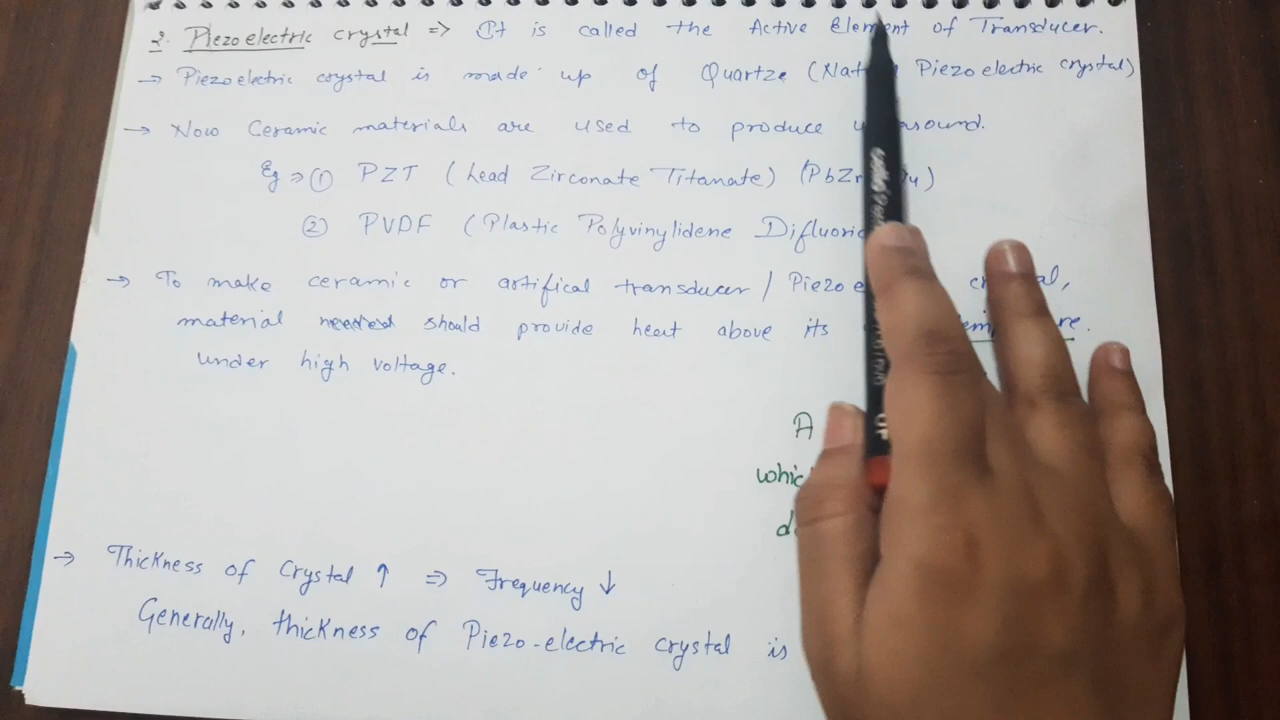 2. Piezoelectric crystal => It is called the Active Element of Transducer.
→ Piezoelectric crystal is made up of Quartze ( Piezoelectric crystal)
→ Now Ceramic materials are used to produce
Eg => ① PZT (Lead Zirconate Titanate)
② PVDF (Plastic Polyvinylidene
→ To make ceramic or artifical transducer / Piezo
material needed should provide heat above its
under high voltage.
A
→ Thickness of Crystal ↑ => Frequency ↓
Generally, thickness of Piezo-electric crystal is